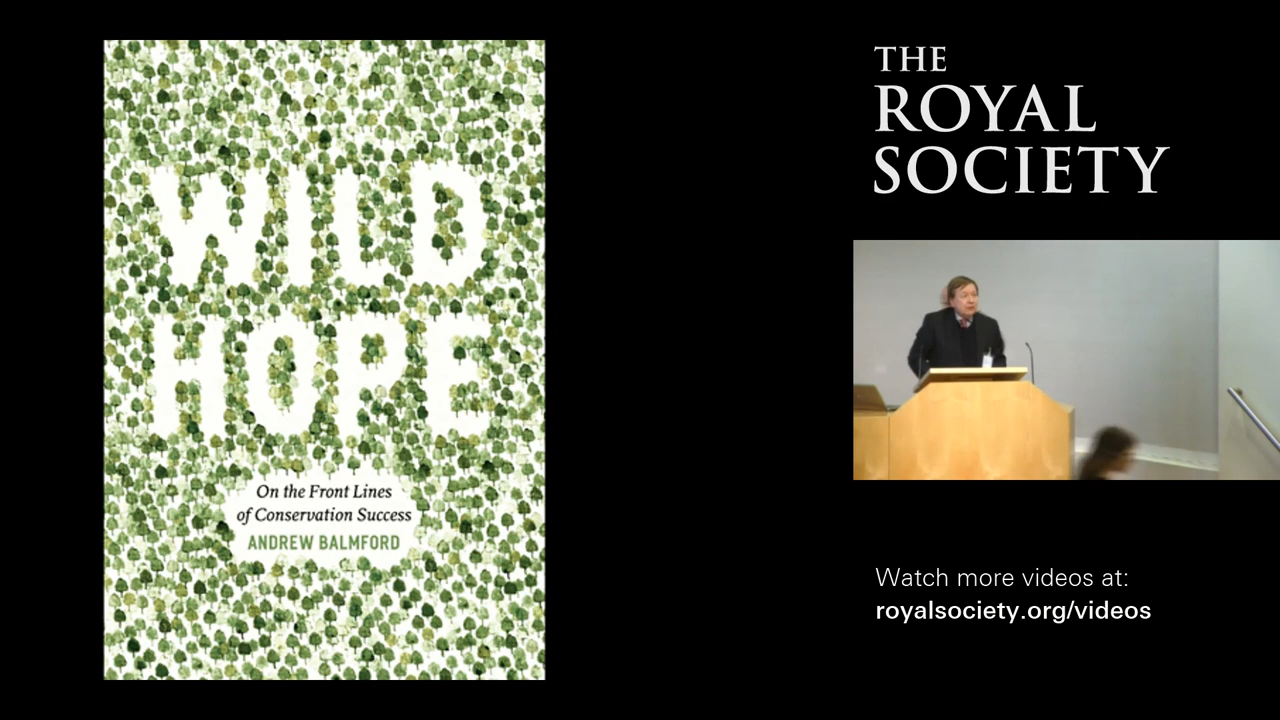 WILD
HOPE
On the Front Lines
of Conservation Success
ANDREW BALMFORD
THE
ROYAL
SOCIETY
Watch more videos at:
royalsociety.org/videos